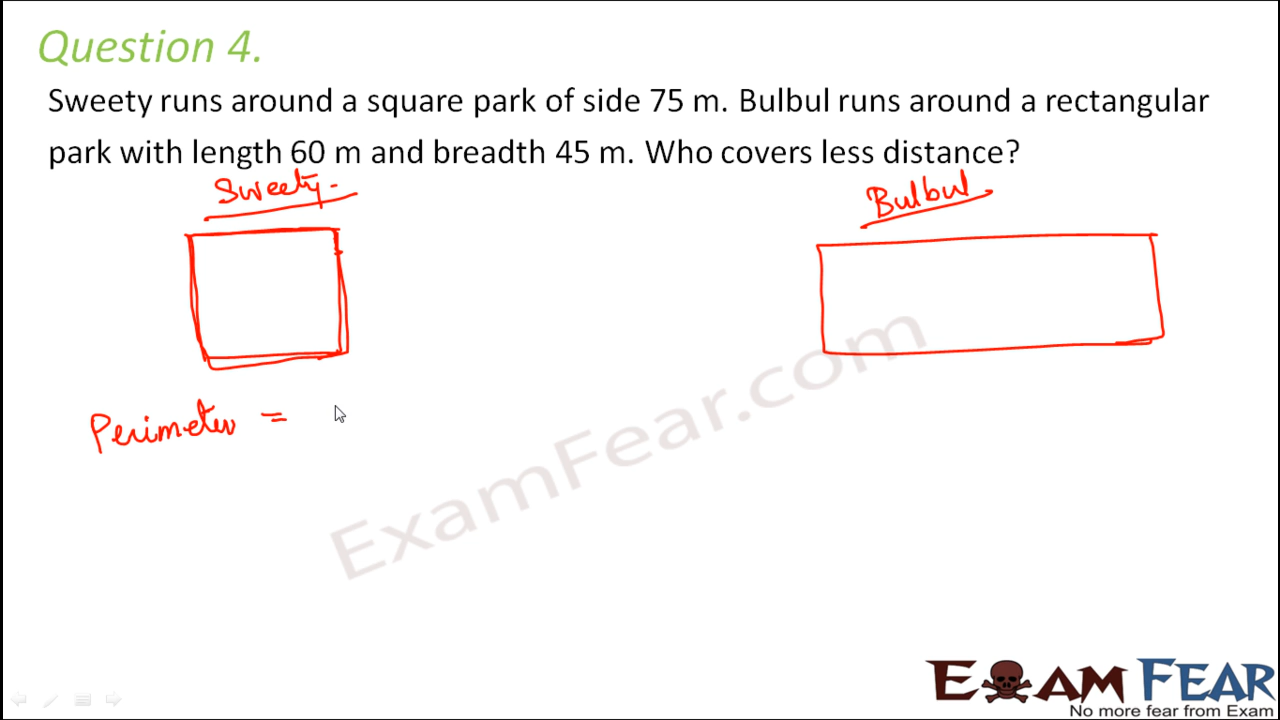 Question 4.
Sweety runs around a square park of side 75 m. Bulbul runs around a rectangular
park with length 60 m and breadth 45 m. Who covers less distance?
Sweety.
Bulbul
Perimeter =
ExamFear.com
EXAM FEAR
No more fear from Exam